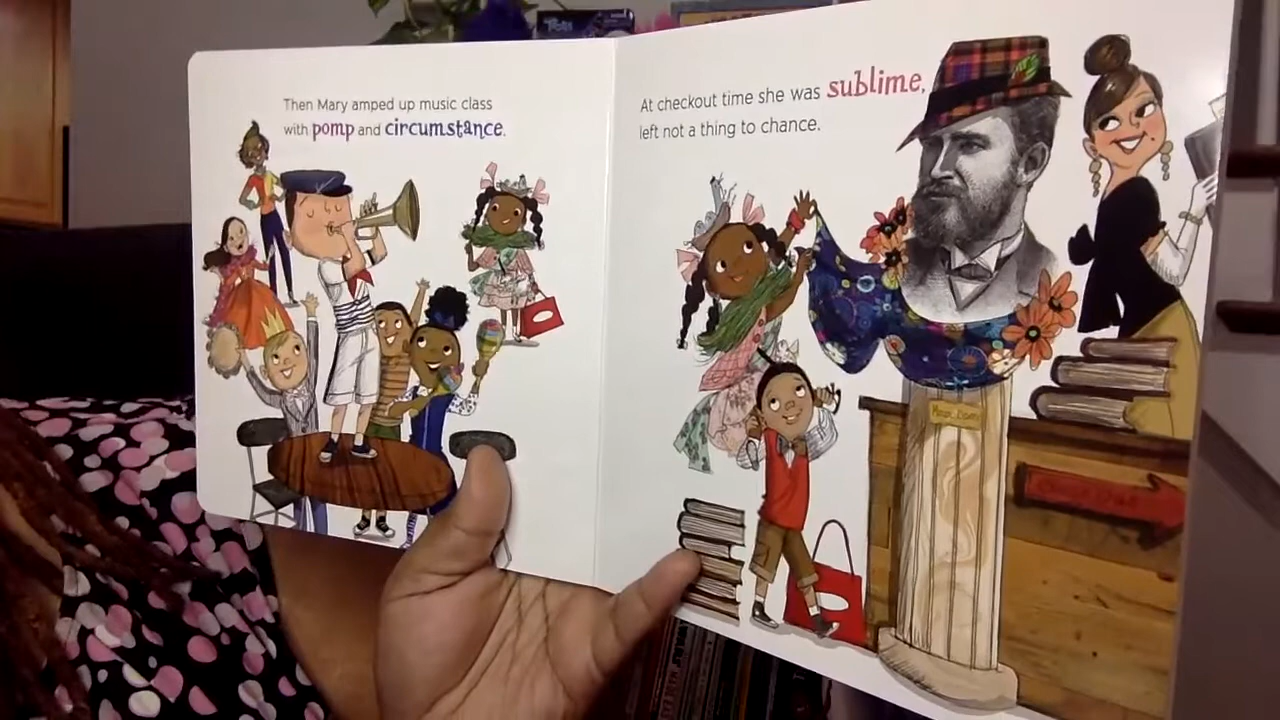 Then Mary amped up music class
with pomp and circumstance.
At checkout time she was sublime,
left not a thing to chance.